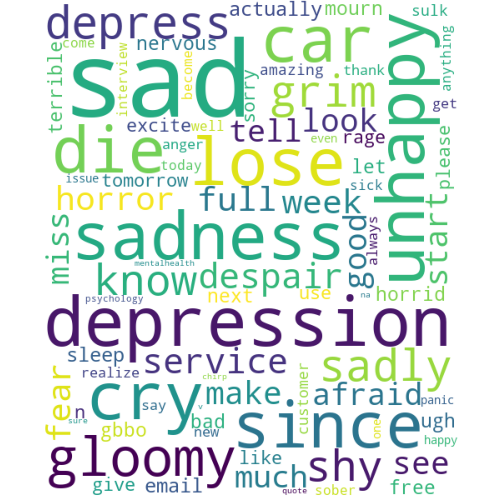 depress
actually
mourn
sulk
car
sad
unhappy
anything
terrible
come
nervous
interview
become
sorry
amazing
thank
grim
get
excite
well
tell
look
even
rage
please
die
lose
anger
today
let
issue
tomorrow
sick
horror
full
week
start
miss
sadness
good
always
know
mentalhealth
despair
psychology
next
use
na
horrid
depression
sleep
realize
service
sadly
fear
cry
chirp
make
customer
since
afraid
panic
n
say
v
bad
ugh
gbbo
sure
new
one
happy
gloomy
like
much
shy
see
give
email
quote
sober
free